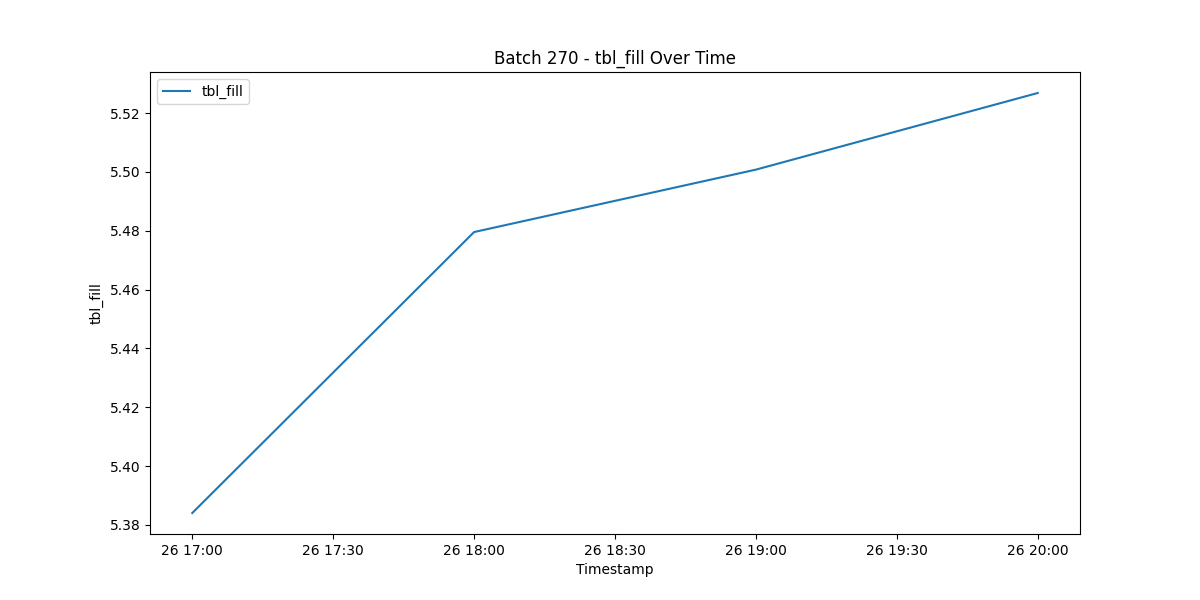 Batch 270 - tbl_fill Over Time
tbl_fill
5.52
5.50
5.48
5.46
5.44
5.42
5.40
5.38
tbl_fill
26 17:00 26 17:30 26 18:00 26 18:30 26 19:00 26 19:30 26 20:00
Timestamp